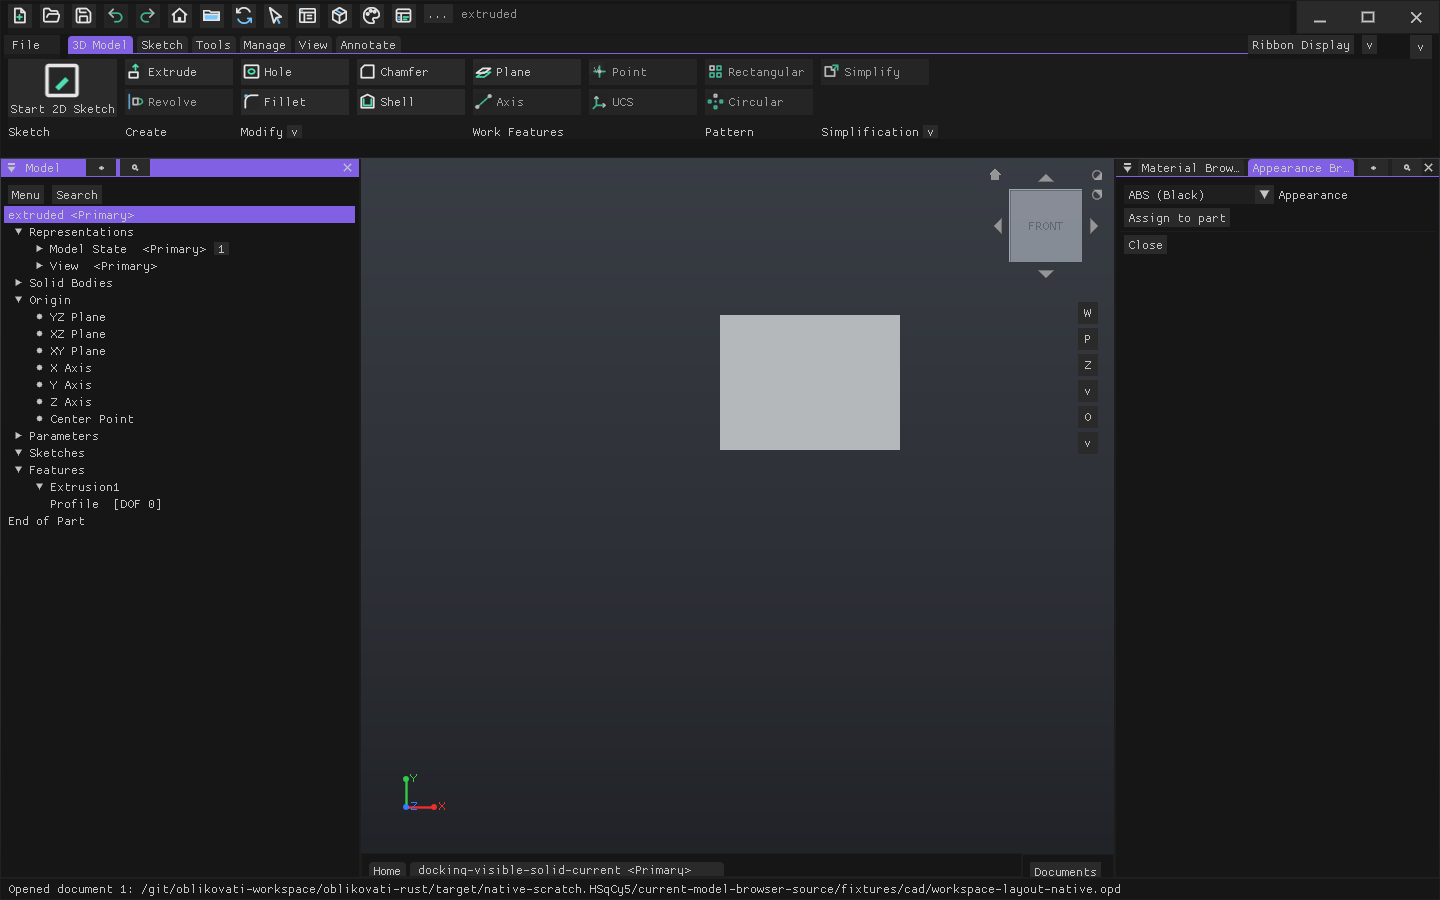 ... extruded
File 3D Model Sketch Tools Manage View Annotate Ribbon Display v v
Start 2D Sketch
Extrude
Revolve
Hole
Fillet
Chamfer
Shell
Plane
Axis
Point
UCS
Rectangular
Circular
Simplify
Sketch Create Modify v Work Features Pattern Simplification v
Model
Menu Search
extruded <Primary>
Representations
Model State <Primary> 1
View <Primary>
Solid Bodies
Origin
YZ Plane
XZ Plane
XY Plane
X Axis
Y Axis
Z Axis
Center Point
Parameters
Sketches
Features
Extrusion1
Profile [DOF 0]
End of Part
FRONT
W
P
Z
v
O
v
Y
Z X
Material Brow… Appearance Br…
ABS (Black) Appearance
Assign to part
Close
Home docking-visible-solid-current <Primary> Documents
Opened document 1: /git/oblikovati-workspace/oblikovati-rust/target/native-scratch.HSqCy5/current-model-browser-source/fixtures/cad/workspace-layout-native.opd